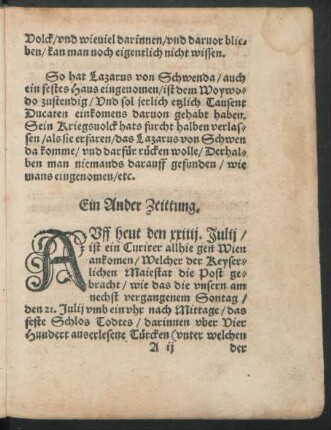 Volck/vnd wieuiel darinnen/vnd daruor blie-
ben/kan man noch eigentlich nicht wissen.
So hat Lazarus von Schwenda/auch
ein festes Haus eingenomen/ist dem Woywo-
do zustendig/Vnd sol jerlich etzlich Tausent
Ducaten einkomens daruon gehabt haben.
Sein Kriegsuolck hats furcht halben verlas-
sen/als sie erfaren/das Lazarus von Schwen
da komme/vnd darfür rücken wolle/Derhal-
ben man niemands darauff gefunden/wie
mans eingenomen/etc.
Ein Ander Zeittung.
AVff heut den xxiiij. Julij/
ist ein Curirer allhie gen Wien
ankomen/Welcher der Keyser-
lichen Maiestat die Post ge-
bracht/wie das die vnsern am
nechst vergangenem Sontag/
den 21. Julij vmb ein vhr nach Mittage/das
feste Schlos Todtes/darinnen vber Vier
Hundert auserlesene Türcken (vnter welchen
A ij der